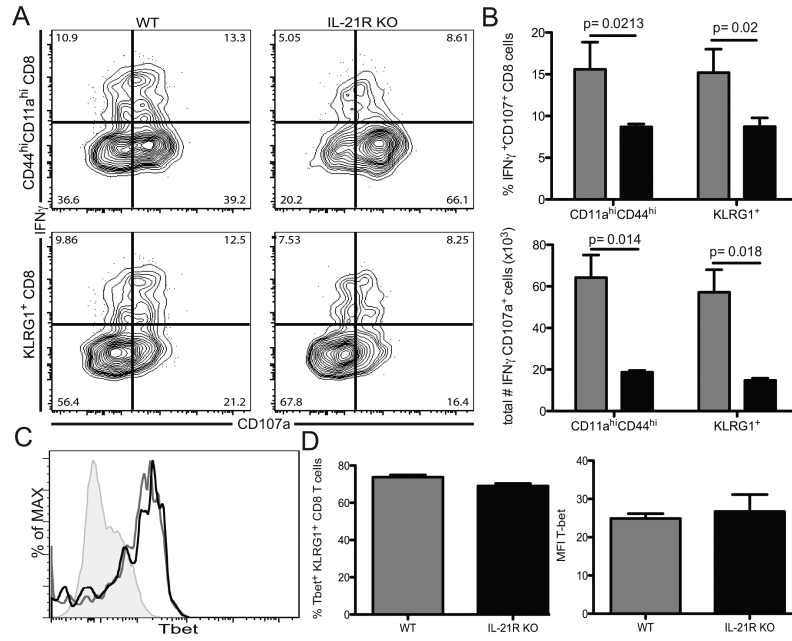 A
WT
IL-21R KO
10.9
13.3
36.6
39.2
5.05
8.61
20.2
66.1
CD44hiCD11ahi CD8
IFNγ
9.86
12.5
56.4
21.2
7.53
8.25
67.8
16.4
KLRG1+ CD8
CD107a
B
p= 0.0213
p= 0.02
% IFNγ +CD107+ CD8 cells
20
15
10
5
0
CD11ahiCD44hi
KLRG1+
p= 0.014
p= 0.018
total # IFNγ CD107a+ cells (x103)
80
60
40
20
0
CD11ahiCD44hi
KLRG1+
C
% of MAX
Tbet
D
% Tbet+ KLRG1+ CD8 T cells
80
60
40
20
0
WT
IL-21R KO
MFI T-bet
40
30
20
10
0
WT
IL-21R KO